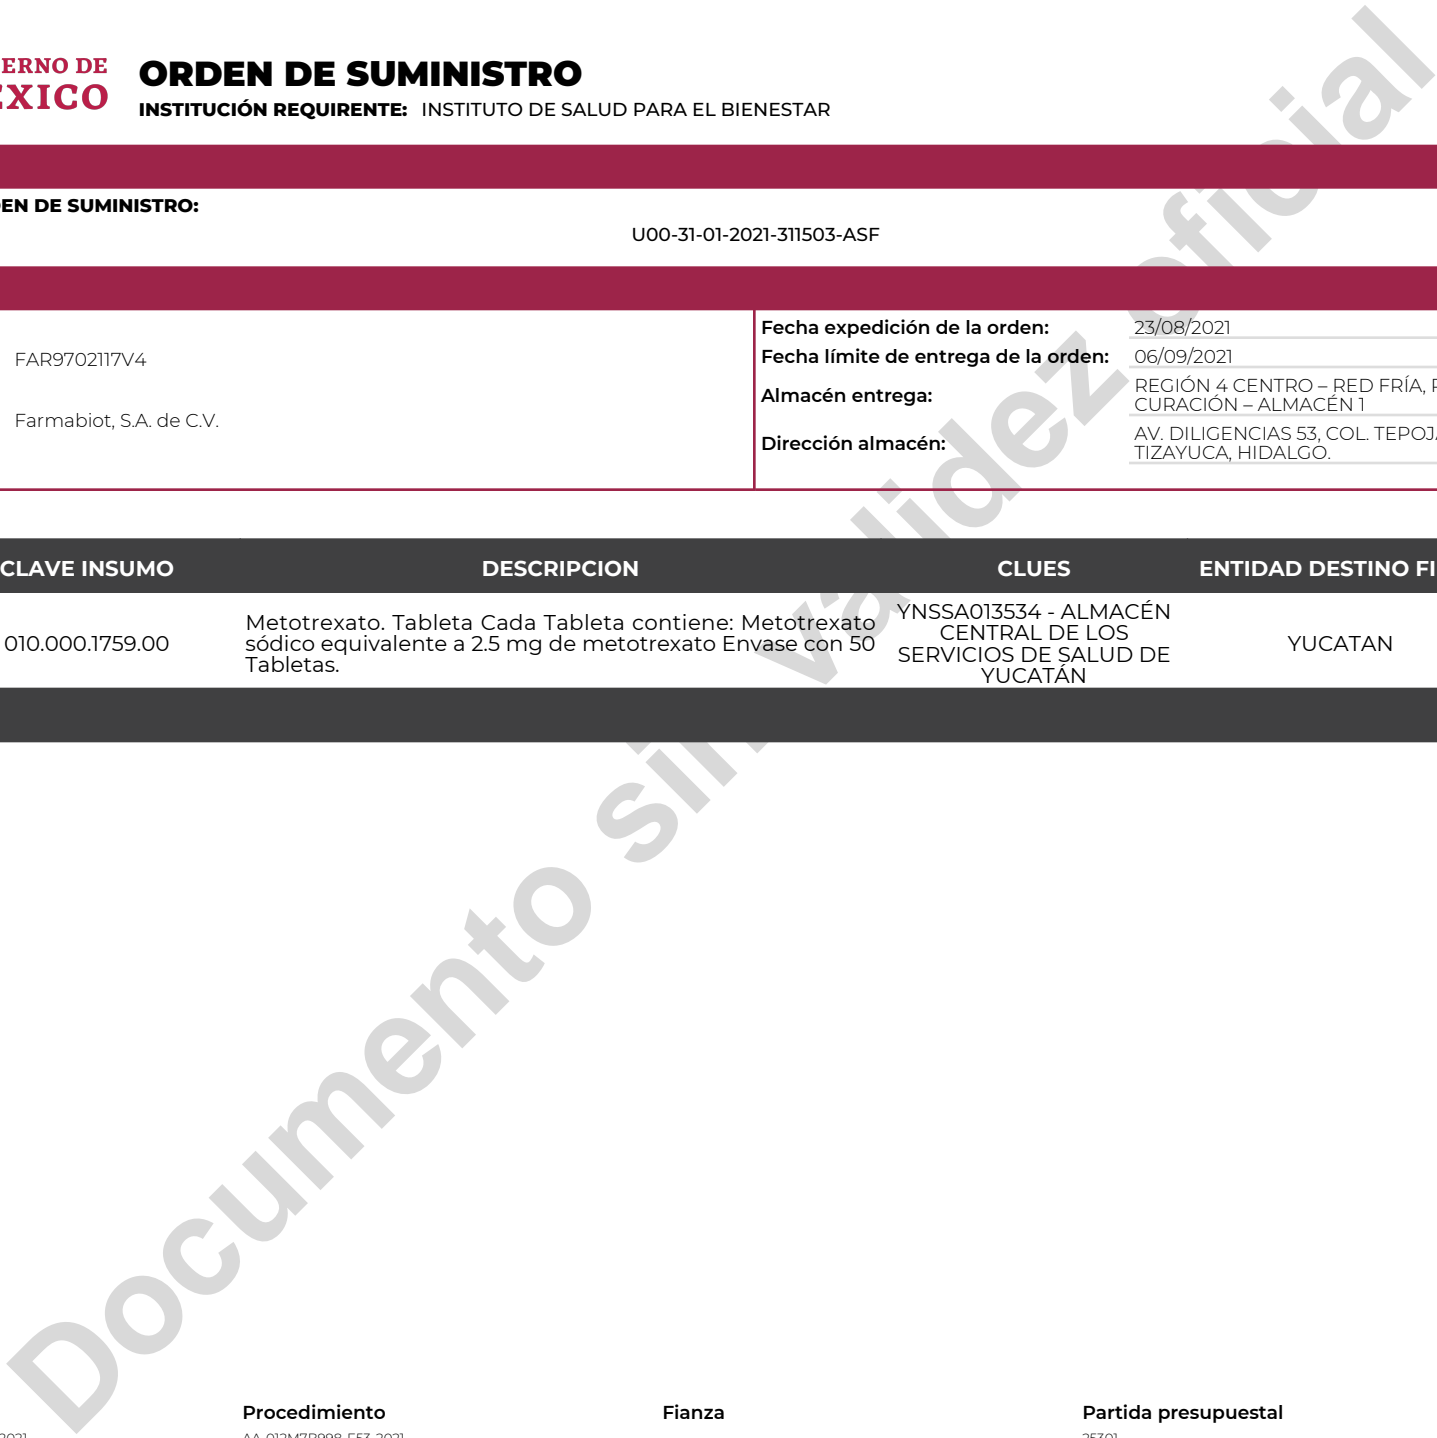 ERNO DE
ÉXICO
ORDEN DE SUMINISTRO
INSTITUCIÓN REQUIRENTE: INSTITUTO DE SALUD PARA EL BIENESTAR
EN DE SUMINISTRO:
U00-31-01-2021-311503-ASF
FAR9702117V4
Farmabiot, S.A. de C.V.
Fecha expedición de la orden: 23/08/2021
Fecha límite de entrega de la orden: 06/09/2021
Almacén entrega: REGIÓN 4 CENTRO – RED FRÍA,
CURACIÓN – ALMACÉN 1
Dirección almacén: AV. DILIGENCIAS 53, COL.
TIZAYUCA, HIDALGO.
CLAVE INSUMO DESCRIPCION CLUES ENTIDAD DESTINO FI
010.000.1759.00
Metotrexato. Tableta Cada Tableta contiene: Metotrexato
sódico equivalente a 2.5 mg de metotrexato Envase con 50
Tabletas.
YNSSA013534 - ALMACÉN
CENTRAL DE LOS
SERVICIOS DE SALUD DE
YUCATÁN
YUCATAN
Documento sin validez oficial
Procedimiento Fianza Partida presupuestal